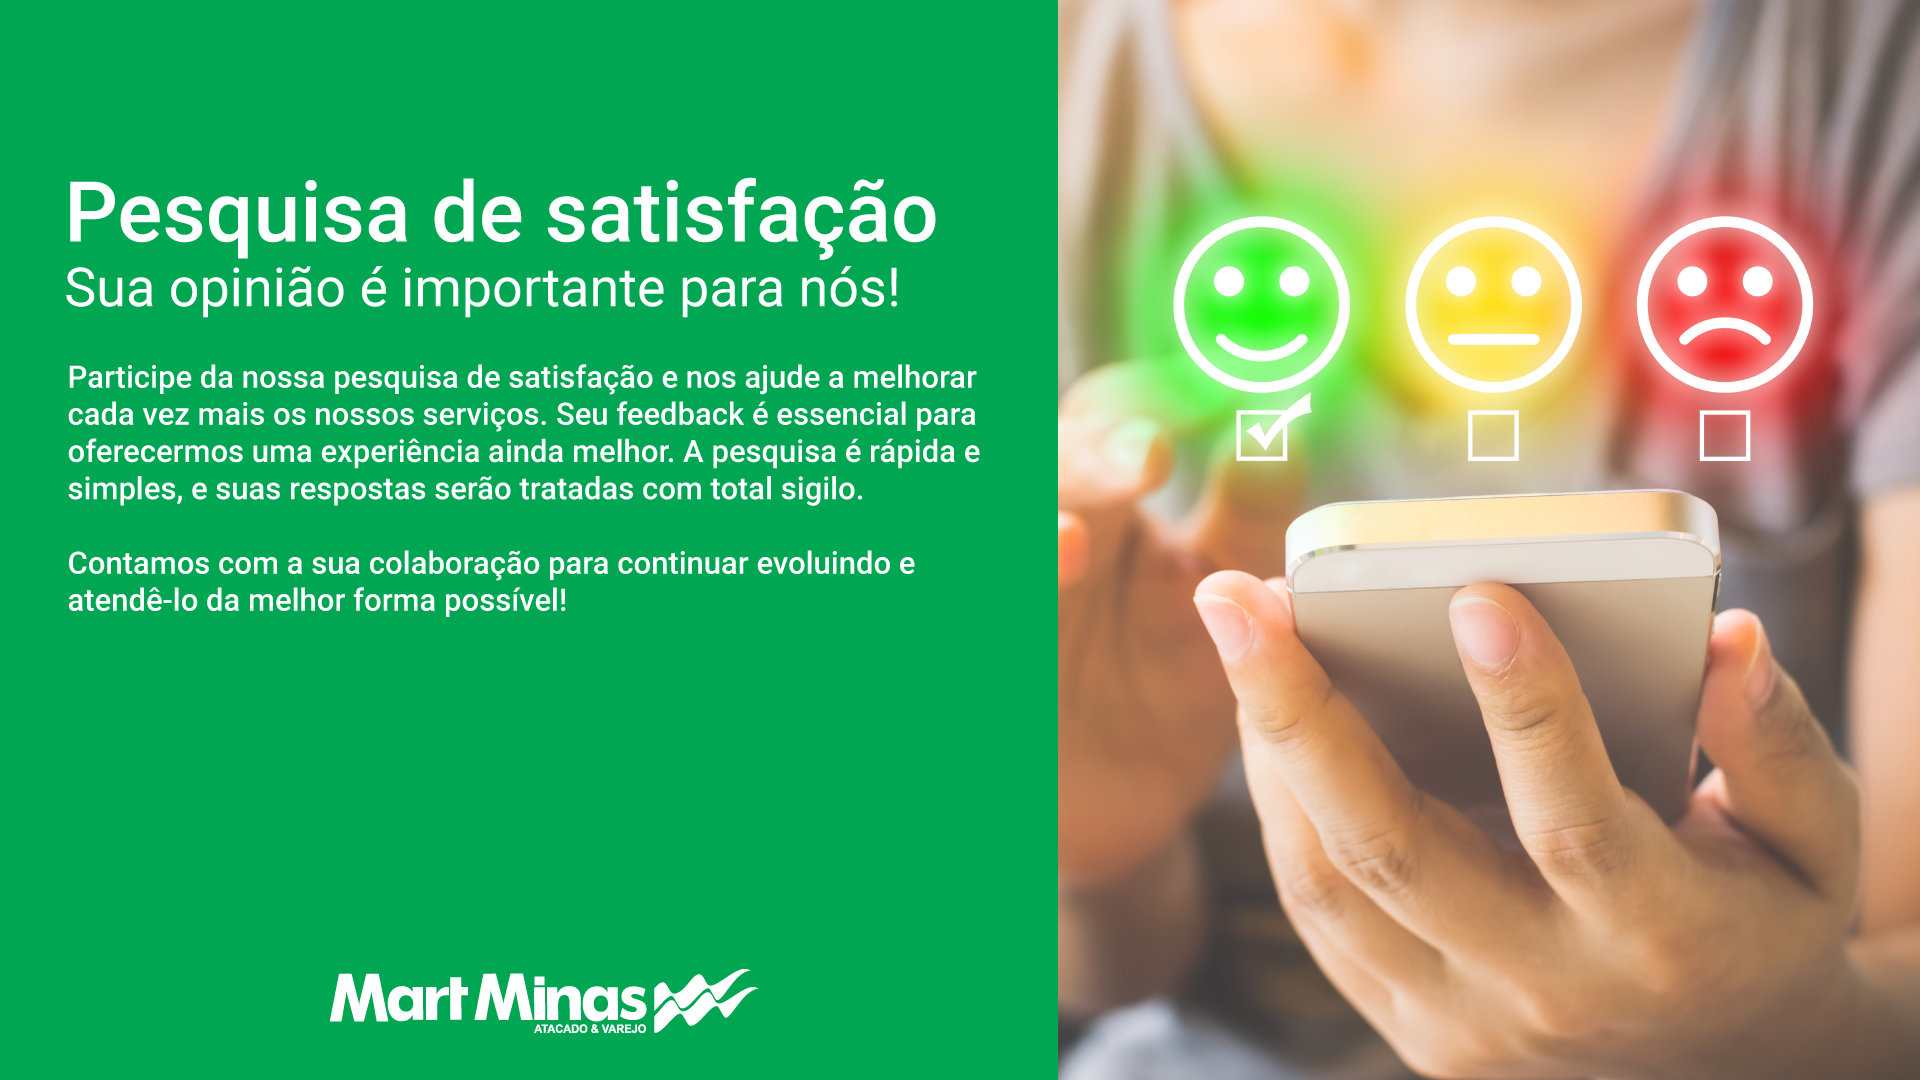 Pesquisa de satisfação
Sua opinião é importante para nós!
Participe da nossa pesquisa de satisfação e nos ajude a melhorar
cada vez mais os nossos serviços. Seu feedback é essencial para
oferecermos uma experiência ainda melhor. A pesquisa é rápida e
simples, e suas respostas serão tratadas com total sigilo.
Contamos com a sua colaboração para continuar evoluindo e
atendê-lo da melhor forma possível!
Mart Minas
ATACADO & VAREJO